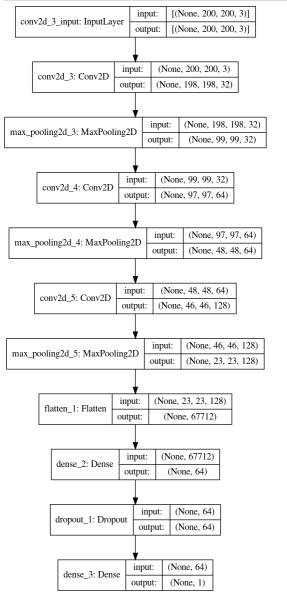 conv2d_3_input: InputLayer input: [(None, 200, 200, 3)]
output: [(None, 200, 200, 3)]
conv2d_3: Conv2D input: (None, 200, 200, 3)
output: (None, 198, 198, 32)
max_pooling2d_3: MaxPooling2D input: (None, 198, 198, 32)
output: (None, 99, 99, 32)
conv2d_4: Conv2D input: (None, 99, 99, 32)
output: (None, 97, 97, 64)
max_pooling2d_4: MaxPooling2D input: (None, 97, 97, 64)
output: (None, 48, 48, 64)
conv2d_5: Conv2D input: (None, 48, 48, 64)
output: (None, 46, 46, 128)
max_pooling2d_5: MaxPooling2D input: (None, 46, 46, 128)
output: (None, 23, 23, 128)
flatten_1: Flatten input: (None, 23, 23, 128)
output: (None, 67712)
dense_2: Dense input: (None, 67712)
output: (None, 64)
dropout_1: Dropout input: (None, 64)
output: (None, 64)
dense_3: Dense input: (None, 64)
output: (None, 1)